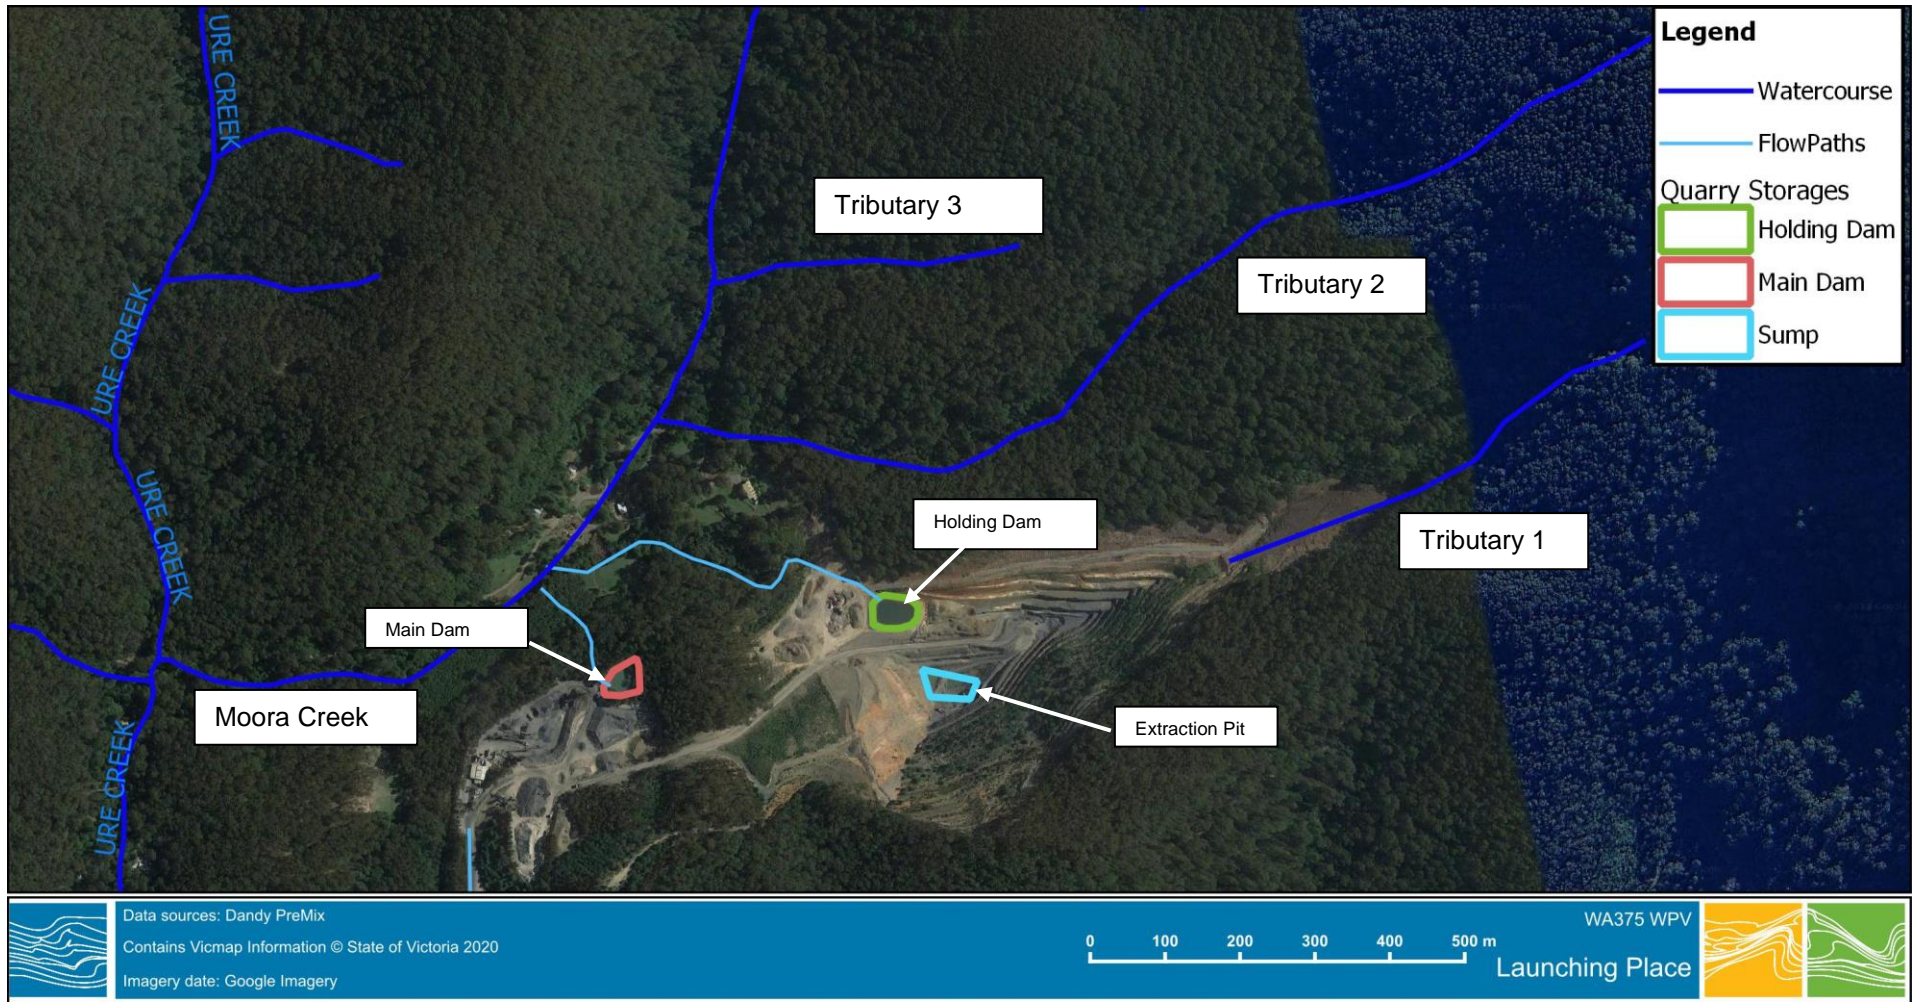 URE CREEK
Legend
Watercourse
FlowPaths
Quarry Storages
Holding Dam
Main Dam
Sump
Tributary 3
Tributary 2
URE CREEK
URE CREEK
Holding Dam
Tributary 1
Main Dam
Moora Creek
Extraction Pit
URE CREEK
Data sources: Dandy PreMix
Contains Vicmap Information © State of Victoria 2020
Imagery date: Google Imagery
0 100 200 300 400 500 m
WA375 WPV
Launching Place